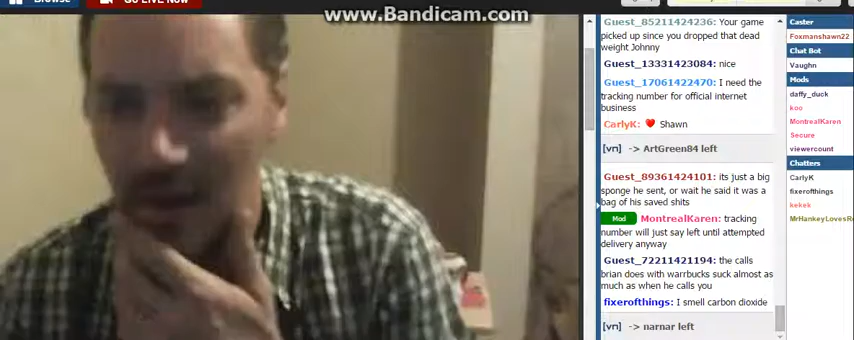 Browse
Go Live Now
www.Bandicam.com
Guest_85211424236: Your game
picked up since you dropped that dead
weight Johnny
Guest_13331423084: nice
Guest_17061422470: I need the
tracking number for official internet
business
CarlyK: ❤ Shawn
[vn] -> ArtGreen84 left
Guest_89361424101: its just a big
sponge he sent, or wait he said it was a
bag of his saved shits
Mod MontrealKaren: tracking
number will just say left until attempted
delivery anyway
Guest_72211421194: the calls
brian does with warrbucks suck almost as
much as when he calls you
fixerofthings: I smell carbon dioxide
[vn] -> narnar left
Caster
Foxmanshawn22
Chat Bot
Vaughn
Mods
daffy_duck
koo
MontrealKaren
Secure
viewercount
Chatters
CarlyK
fixerofthings
kekek
MrHankeyLovesR